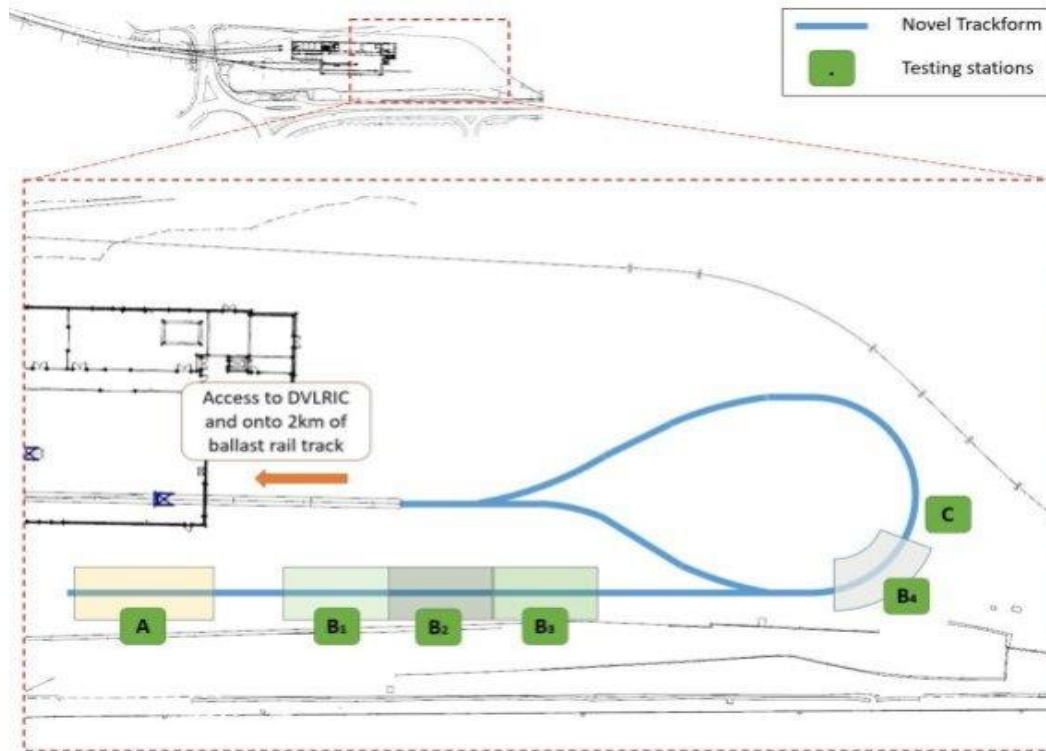 Novel Trackform
. Testing stations
Access to DVLRIC
and onto 2km of
ballast rail track
C
B₄
A
B₁
B₂
B₃